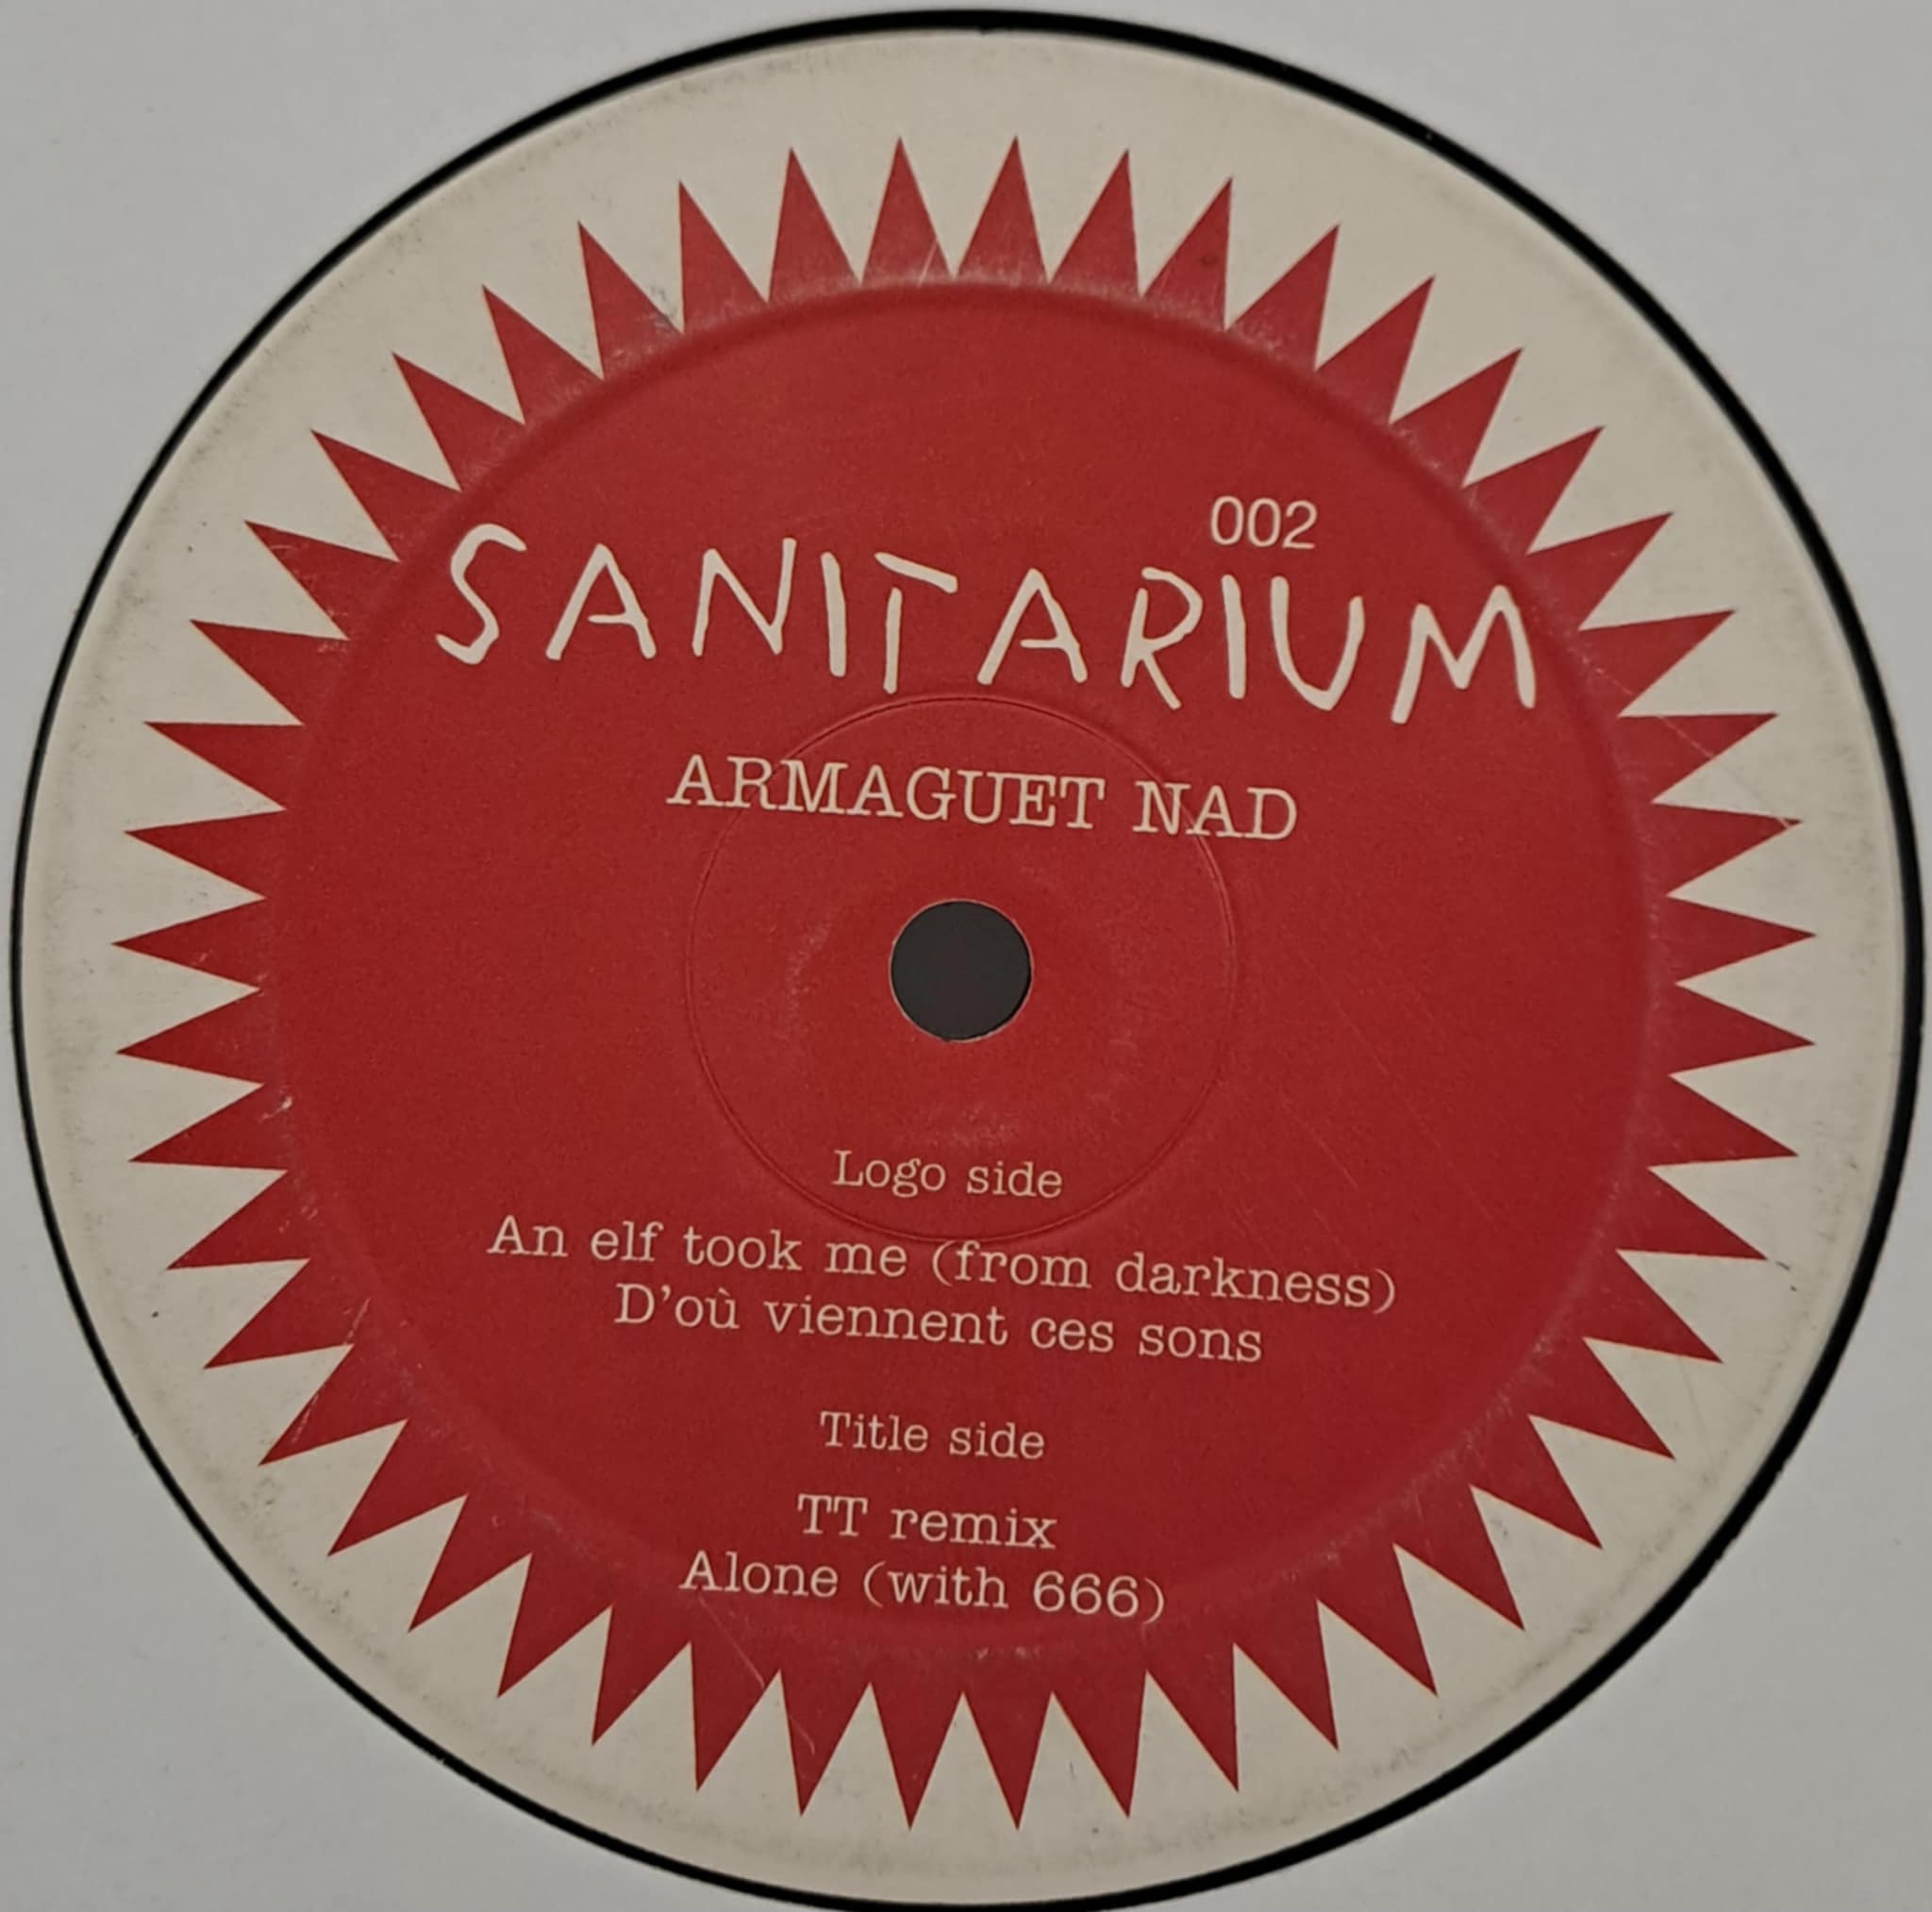 002
SANITARIUM
ARMAGUET NAD
Logo side
An elf took me (from darkness)
D'où viennent ces sons
Title side
TT remix
Alone (with 666)